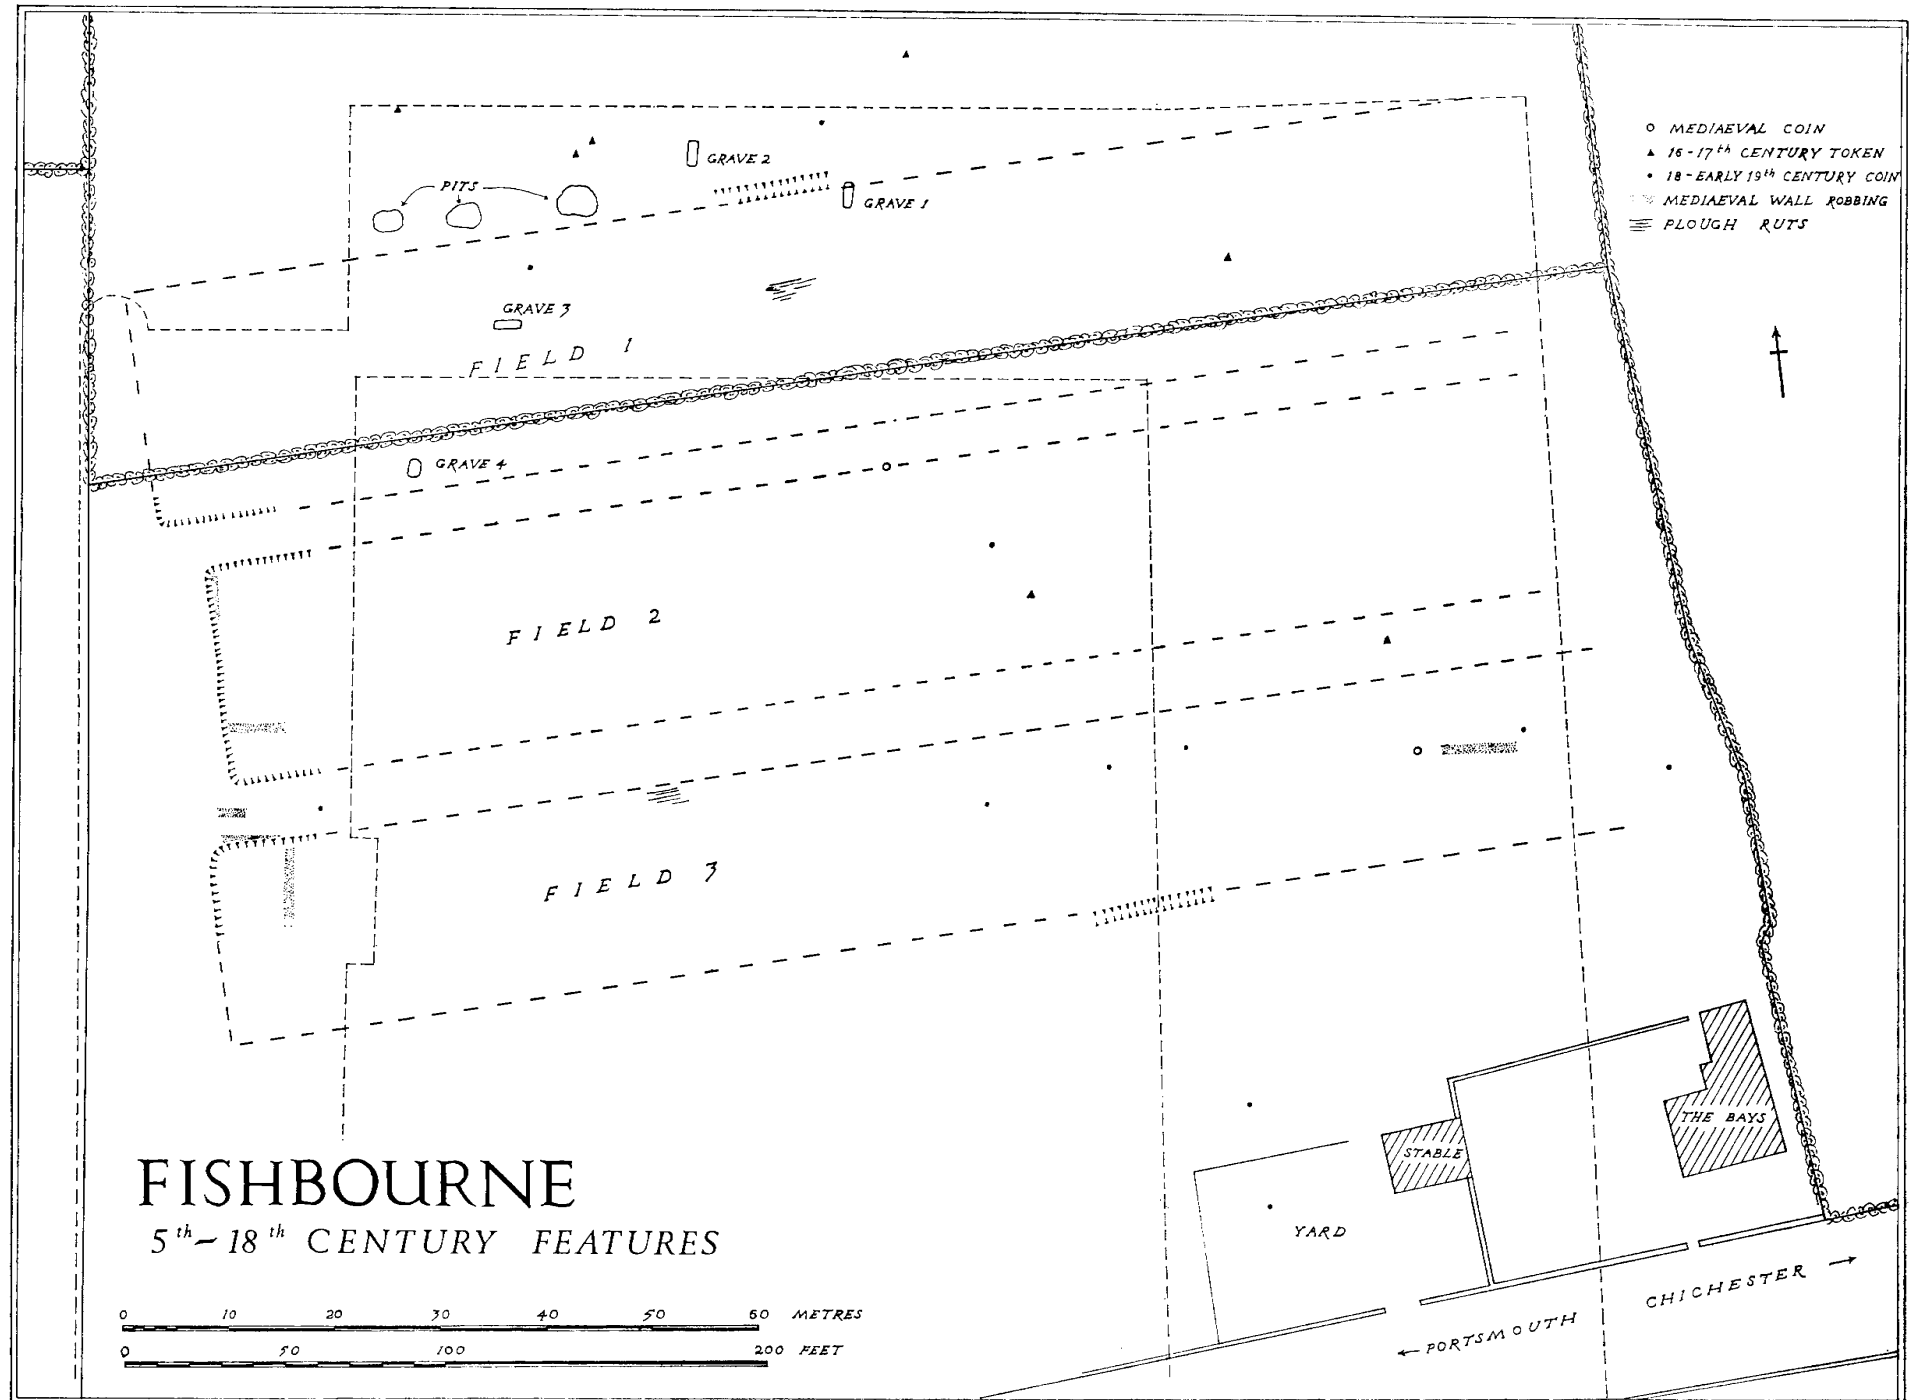 MEDIAEVAL COIN
16-17th CENTURY TOKEN
18-EARLY 19th CENTURY COIN
MEDIAEVAL WALL ROBBING
PLOUGH RUTS
PITS
GRAVE 2
GRAVE 1
GRAVE 3
FIELD 1
GRAVE 4
FIELD 2
FIELD 3
THE BAYS
STABLE
YARD
CHICHESTER →
← PORTSMOUTH
FISHBOURNE
5th-18th CENTURY FEATURES
0 10 20 30 40 50 60 METRES
0 50 100 200 FEET